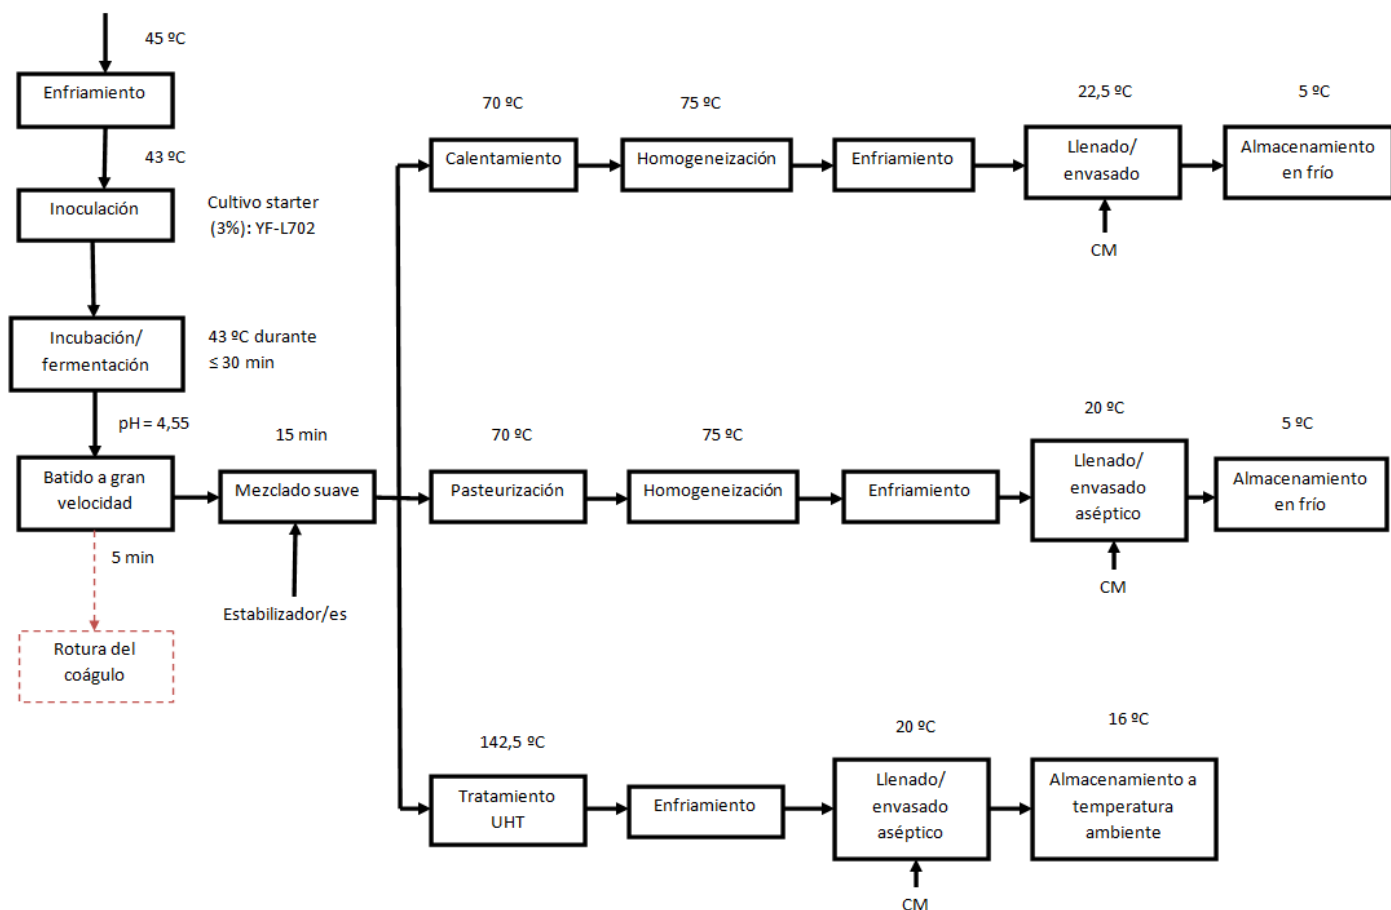 45 ºC
Enfriamiento
43 ºC
Inoculación
Cultivo starter
(3%): YF-L702
Incubación/
fermentación
43 ºC durante
≤ 30 min
pH = 4,55
Batido a gran
velocidad
5 min
Rotura del
coágulo
15 min
Mezclado suave
Estabilizador/es
70 ºC
Calentamiento
75 ºC
Homogeneización
Enfriamiento
22,5 ºC
Llenado/
envasado
CM
5 ºC
Almacenamiento
en frío
70 ºC
Pasteurización
75 ºC
Homogeneización
Enfriamiento
20 ºC
Llenado/
envasado
aséptico
CM
5 ºC
Almacenamiento
en frío
142,5 ºC
Tratamiento
UHT
Enfriamiento
20 ºC
Llenado/
envasado
aséptico
CM
16 ºC
Almacenamiento a
temperatura
ambiente